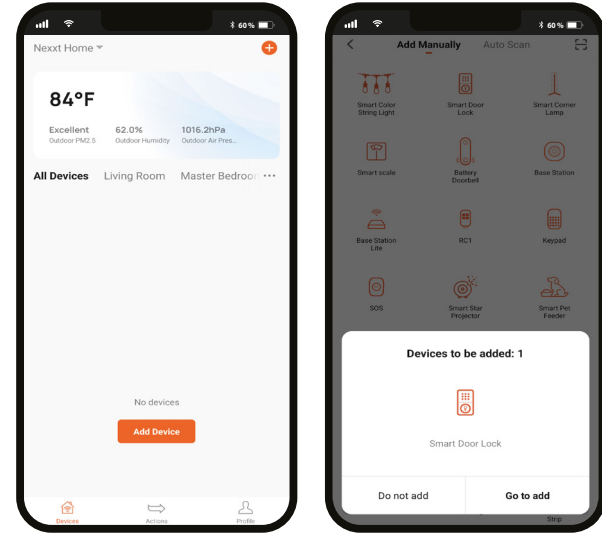 60%
Nexxt Home
84°F
Excellent 62.0% 1016.2hPa
Outdoor PM2.5 Outdoor Humidity Outdoor Air Pres...
All Devices Living Room Master Bedroom ...
No devices
Add Device
Devices Actions Profile
60%
Add Manually Auto Scan
Smart Color
String Light
Smart Door
Lock
Smart Corner
Lamp
Smart scale
Battery
Doorbell
Base Station
Base Station
Lite
RC1
Keypad
SOS
Smart Star
Projector
Smart Pet
Feeder
Devices to be added: 1
Smart Door Lock
Do not add Go to add
Strip